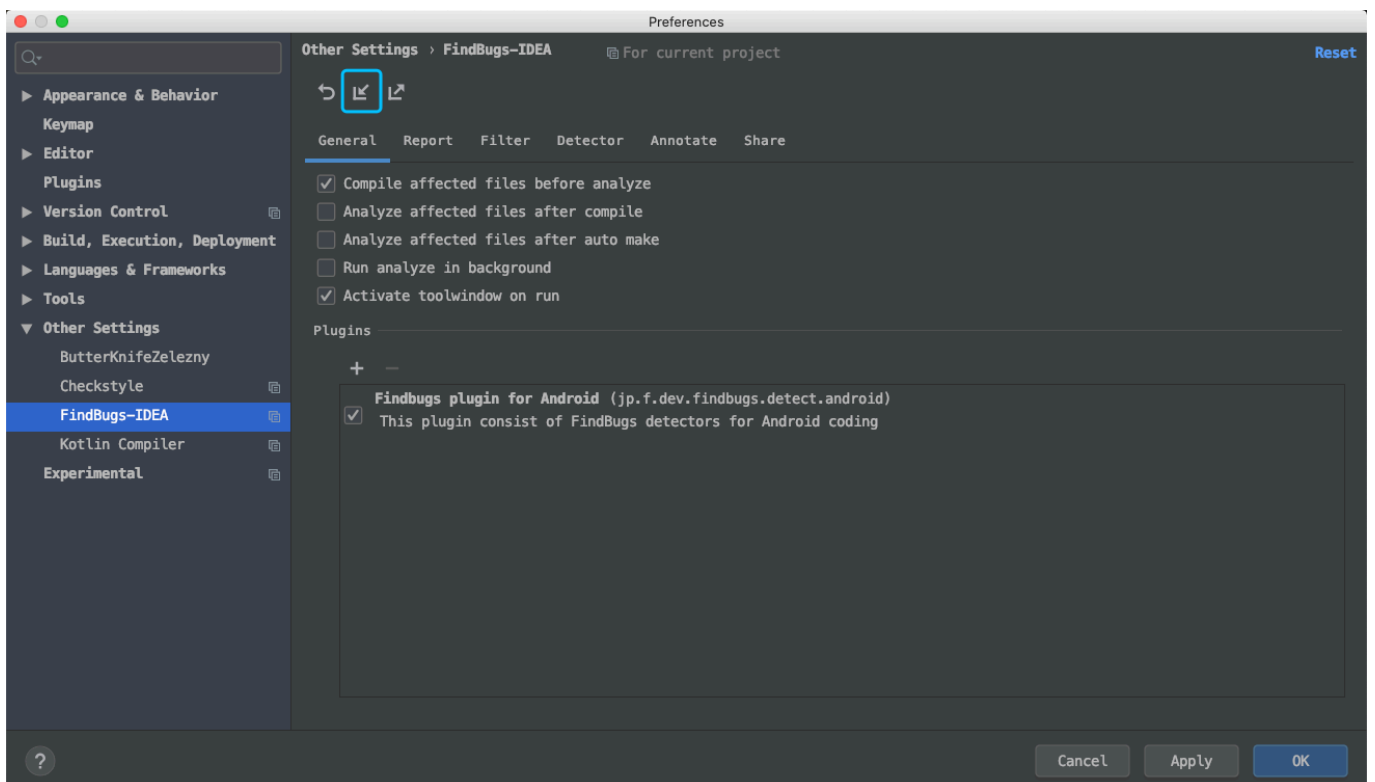 Preferences
Other Settings › FindBugs-IDEA For current project Reset
Appearance & Behavior
Keymap
Editor
Plugins
Version Control
Build, Execution, Deployment
Languages & Frameworks
Tools
Other Settings
ButterKnifeZelezny
Checkstyle
FindBugs-IDEA
Kotlin Compiler
Experimental
General Report Filter Detector Annotate Share
Compile affected files before analyze
Analyze affected files after compile
Analyze affected files after auto make
Run analyze in background
Activate toolwindow on run
Plugins
Findbugs plugin for Android (jp.f.dev.findbugs.detect.android)
This plugin consist of FindBugs detectors for Android coding
?
Cancel Apply OK